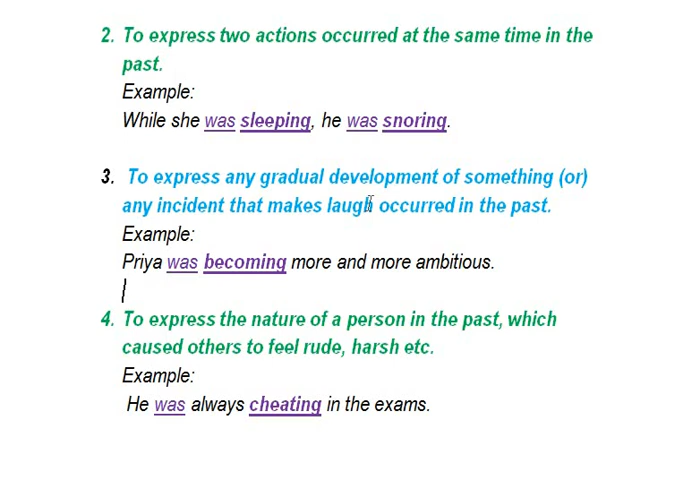 2. To express two actions occurred at the same time in the
past.
Example:
While she was sleeping, he was snoring.
3. To express any gradual development of something (or)
any incident that makes laugh occurred in the past.
Example:
Priya was becoming more and more ambitious.
4. To express the nature of a person in the past, which
caused others to feel rude, harsh etc.
Example:
He was always cheating in the exams.